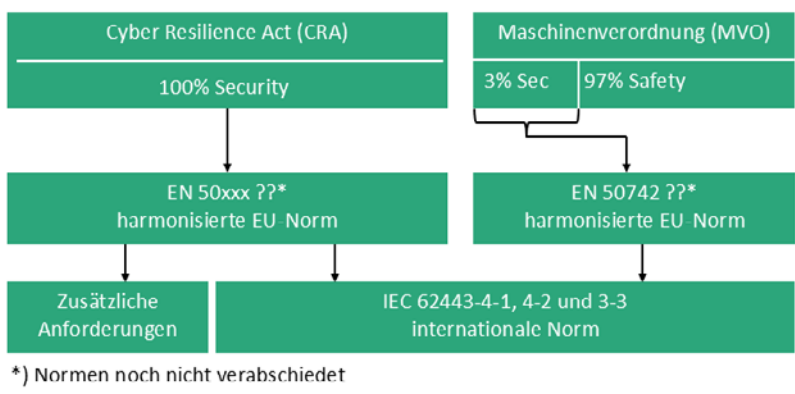 Cyber Resilience Act (CRA)
100% Security
Maschinenverordnung (MVO)
3% Sec
97% Safety
EN 50xxx ??*
harmonisierte EU-Norm
EN 50742 ??*
harmonisierte EU-Norm
Zusätzliche
Anforderungen
IEC 62443-4-1, 4-2 und 3-3
internationale Norm
*) Normen noch nicht verabschiedet